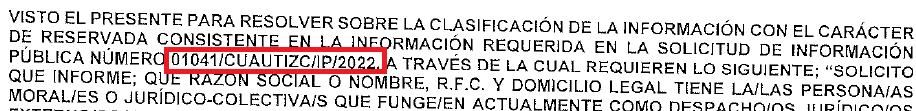 VISTO EL PRESENTE PARA RESOLVER SOBRE LA CLASIFICACIÓN DE LA INFORMACIÓN CON EL CARÁCTER
DE RESERVADA CONSISTENTE EN LA INFORMACIÓN REQUERIDA EN LA SOLICITUD DE INFORMACIÓN
PÚBLICA NÚMERO 01041/CUAUTIZC/IP/2022, A TRAVÉS DE LA CUAL REQUIEREN LO SIGUIENTE; "SOLICITO
QUE INFORME; QUE RAZON SOCIAL O NOMBRE, R.F.C. Y DOMICILIO LEGAL TIENE LA/LAS PERSONA/AS
MORAL/ES O JURÍDICO-COLECTIVA/S QUE FUNGE/EN ACTUALMENTE COMO DESPACHO/OS JURÍDICO/OS